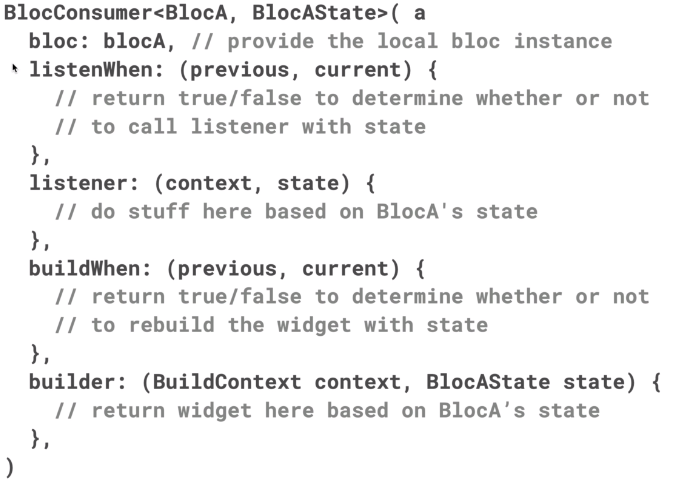 BlocConsumer<BlocA, BlocAState>( a
bloc: blocA, // provide the local bloc instance
listenWhen: (previous, current) {
// return true/false to determine whether or not
// to call listener with state
},
listener: (context, state) {
// do stuff here based on BlocA's state
},
buildWhen: (previous, current) {
// return true/false to determine whether or not
// to rebuild the widget with state
},
builder: (BuildContext context, BlocAState state) {
// return widget here based on BlocA’s state
},
)